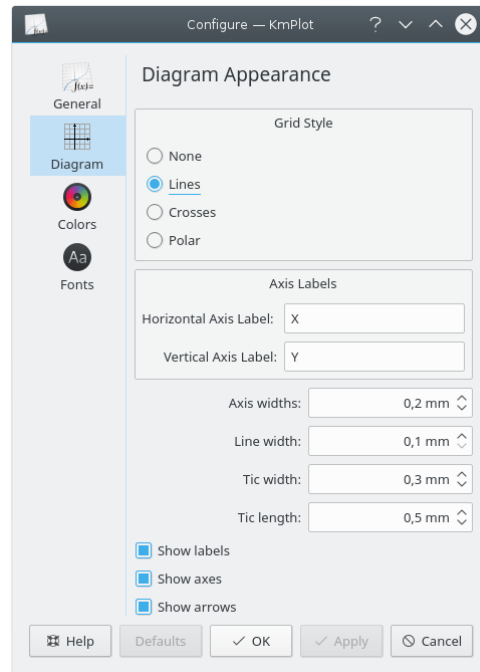 Configure — KmPlot
Diagram Appearance
f(x)=
General
Diagram
Colors
Aa
Fonts
Grid Style
None
Lines
Crosses
Polar
Axis Labels
Horizontal Axis Label: X
Vertical Axis Label: Y
Axis widths: 0,2 mm
Line width: 0,1 mm
Tic width: 0,3 mm
Tic length: 0,5 mm
Show labels
Show axes
Show arrows
Help Defaults OK Apply Cancel